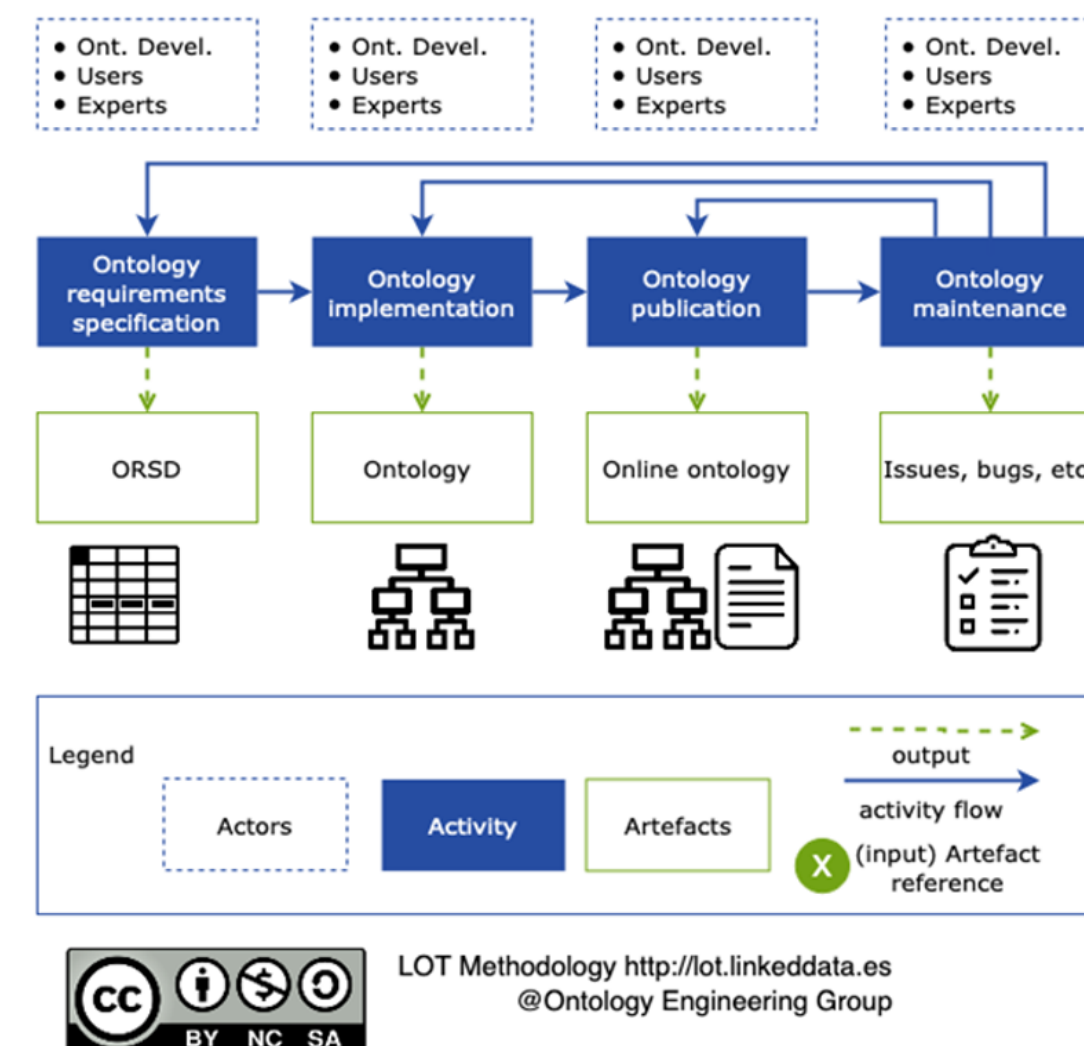 • Ont. Devel.
• Users
• Experts
• Ont. Devel.
• Users
• Experts
• Ont. Devel.
• Users
• Experts
• Ont. Devel.
• Users
• Experts
Ontology
requirements
specification
Ontology
implementation
Ontology
publication
Ontology
maintenance
ORSD
Ontology
Online ontology
Issues, bugs, etc
Legend
Actors
Activity
Artefacts
output
activity flow
X
(input) Artefact
reference
cc
BY NC SA
LOT Methodology http://lot.linkeddata.es
@Ontology Engineering Group